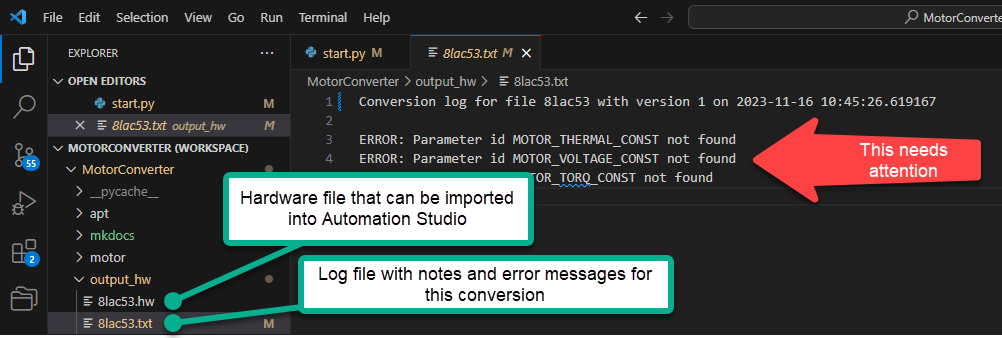 File Edit Selection View Go Run Terminal Help
MotorConverte
EXPLORER
OPEN EDITORS
start.py M
8lac53.txt output_hw M
MOTORCONVERTER (WORKSPACE)
MotorConverter
__pycache__
apt
mkdocs
motor
output_hw
8lac53.hw
8lac53.txt M
55
2
start.py M
8lac53.txt M
MotorConverter > output_hw > 8lac53.txt
1 Conversion log for file 8lac53 with version 1 on 2023-11-16 10:45:26.619167
2
3 ERROR: Parameter id MOTOR_THERMAL_CONST not found
4 ERROR: Parameter id MOTOR_VOLTAGE_CONST not found
TOR_TORQ_CONST not found
This needs
attention
Hardware file that can be imported
into Automation Studio
Log file with notes and error messages for
this conversion